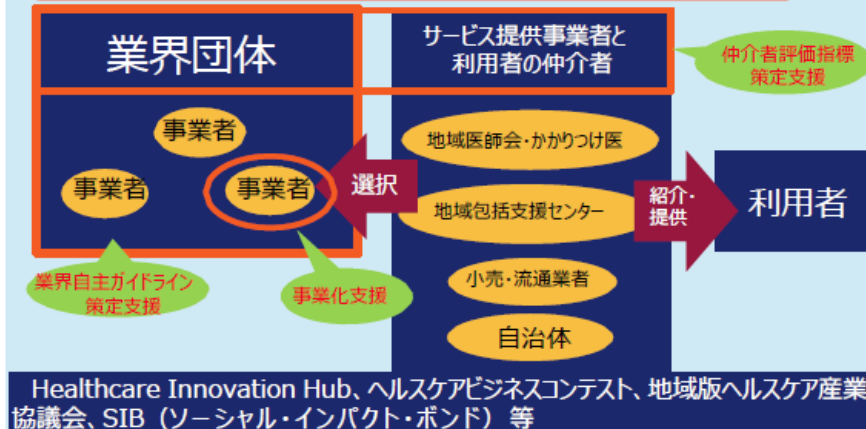 業界団体
サービス提供事業者と
利用者の仲介者
仲介者評価指標
策定支援
事業者
事業者
事業者
選択
地域医師会・かかりつけ医
地域包括支援センター
小売・流通業者
自治体
紹介・
提供
利用者
業界自主ガイドライン
策定支援
事業化支援
Healthcare Innovation Hub、ヘルスケアビジネスコンテスト、地域版ヘルスケア産業
協議会、SIB（ソーシャル・インパクト・ボンド）等